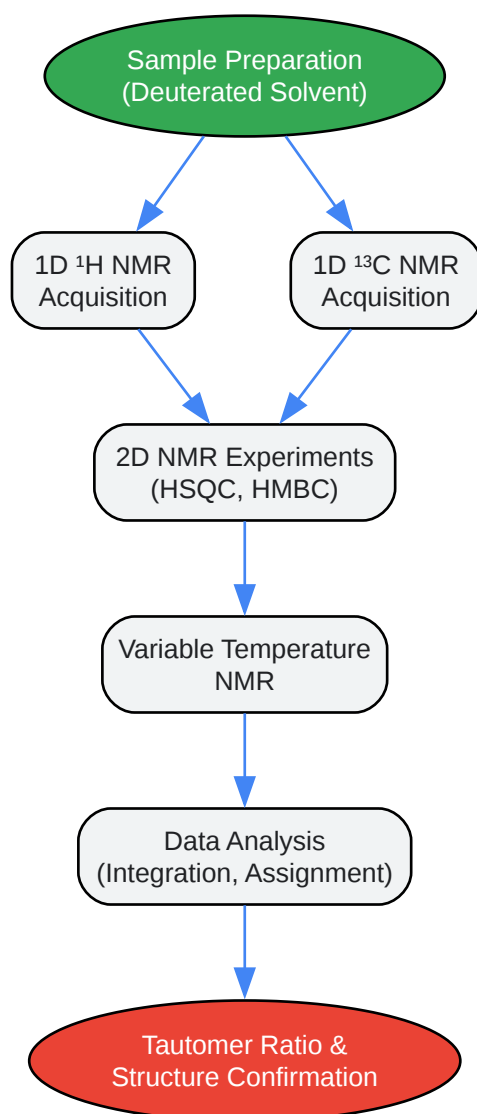 Sample Preparation
(Deuterated Solvent)
1D ¹H NMR
Acquisition
1D ¹³C NMR
Acquisition
2D NMR Experiments
(HSQC, HMBC)
Variable Temperature
NMR
Data Analysis
(Integration, Assignment)
Tautomer Ratio &
Structure Confirmation